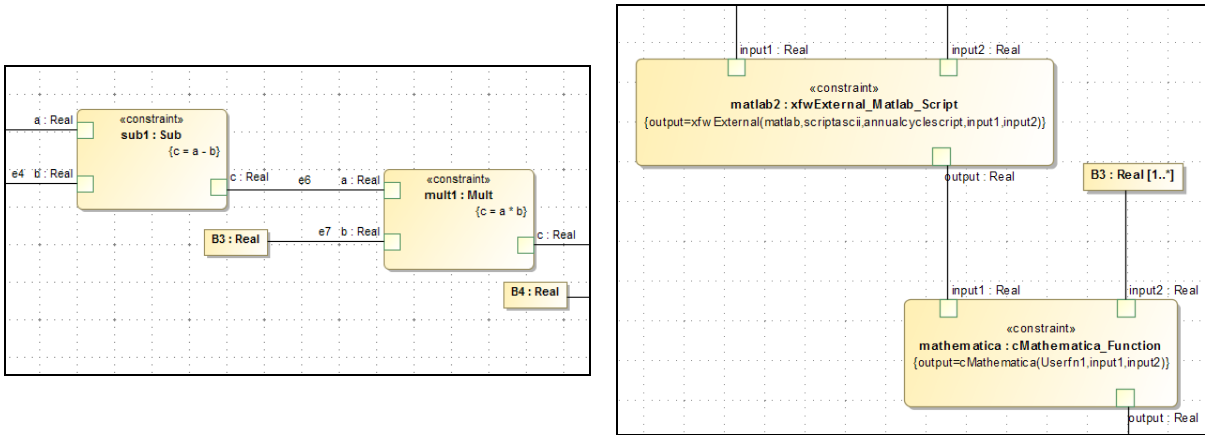 a : Real
«constraint»
sub1 : Sub
{c = a - b}
e4 b : Real
c : Real
e6
a : Real
«constraint»
mult1 : Mult
{c = a * b}
B3 : Real
e7 b : Real
c : Real
B4 : Real
input1 : Real
input2 : Real
«constraint»
matlab2 : xfwExternal_Matlab_Script
{output=xfwExternal(matlab,scriptascii,annualcyclescript,input1,input2)}
output : Real
B3 : Real [1..*]
input1 : Real
input2 : Real
«constraint»
mathematica : cMathematica_Function
{output=cMathematica(Userfn1,input1,input2)}
output : Real